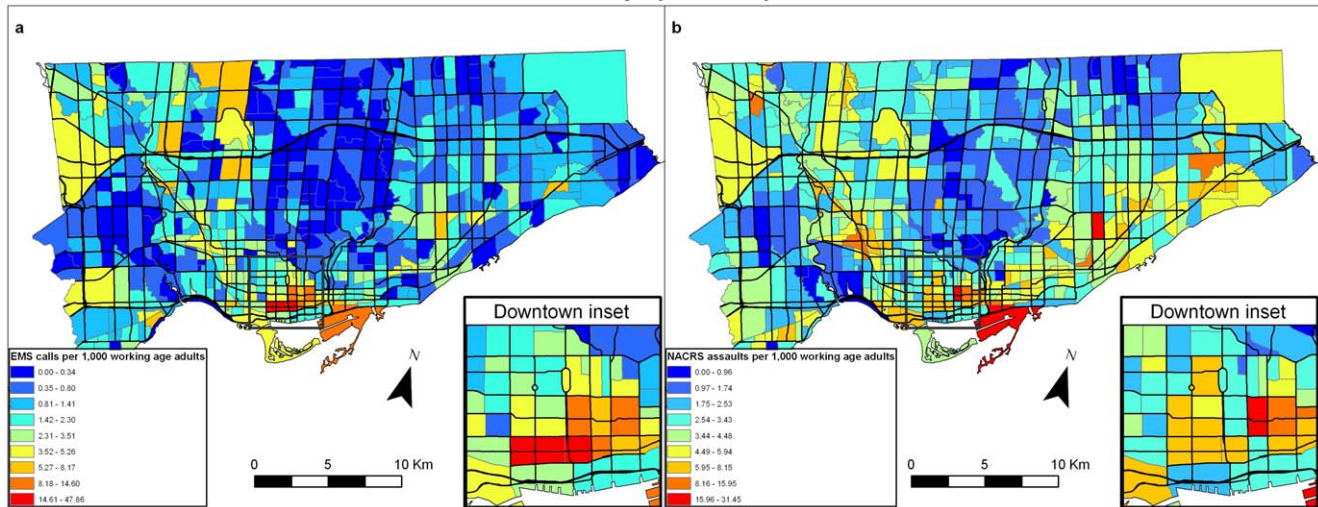 a
Downtown inset
EMS calls per 1,000 working age adults
0.00 - 0.34
0.35 - 0.80
0.81 - 1.41
1.42 - 2.30
2.31 - 3.51
3.52 - 5.26
5.27 - 8.17
8.18 - 14.60
14.61 - 47.86
N
0 5 10 Km
b
Downtown inset
NACRS assaults per 1,000 working age adults
0.00 - 0.96
0.97 - 1.74
1.75 - 2.53
2.54 - 3.43
3.44 - 4.48
4.49 - 5.94
5.95 - 8.15
8.16 - 15.95
15.96 - 31.45
N
0 5 10 Km